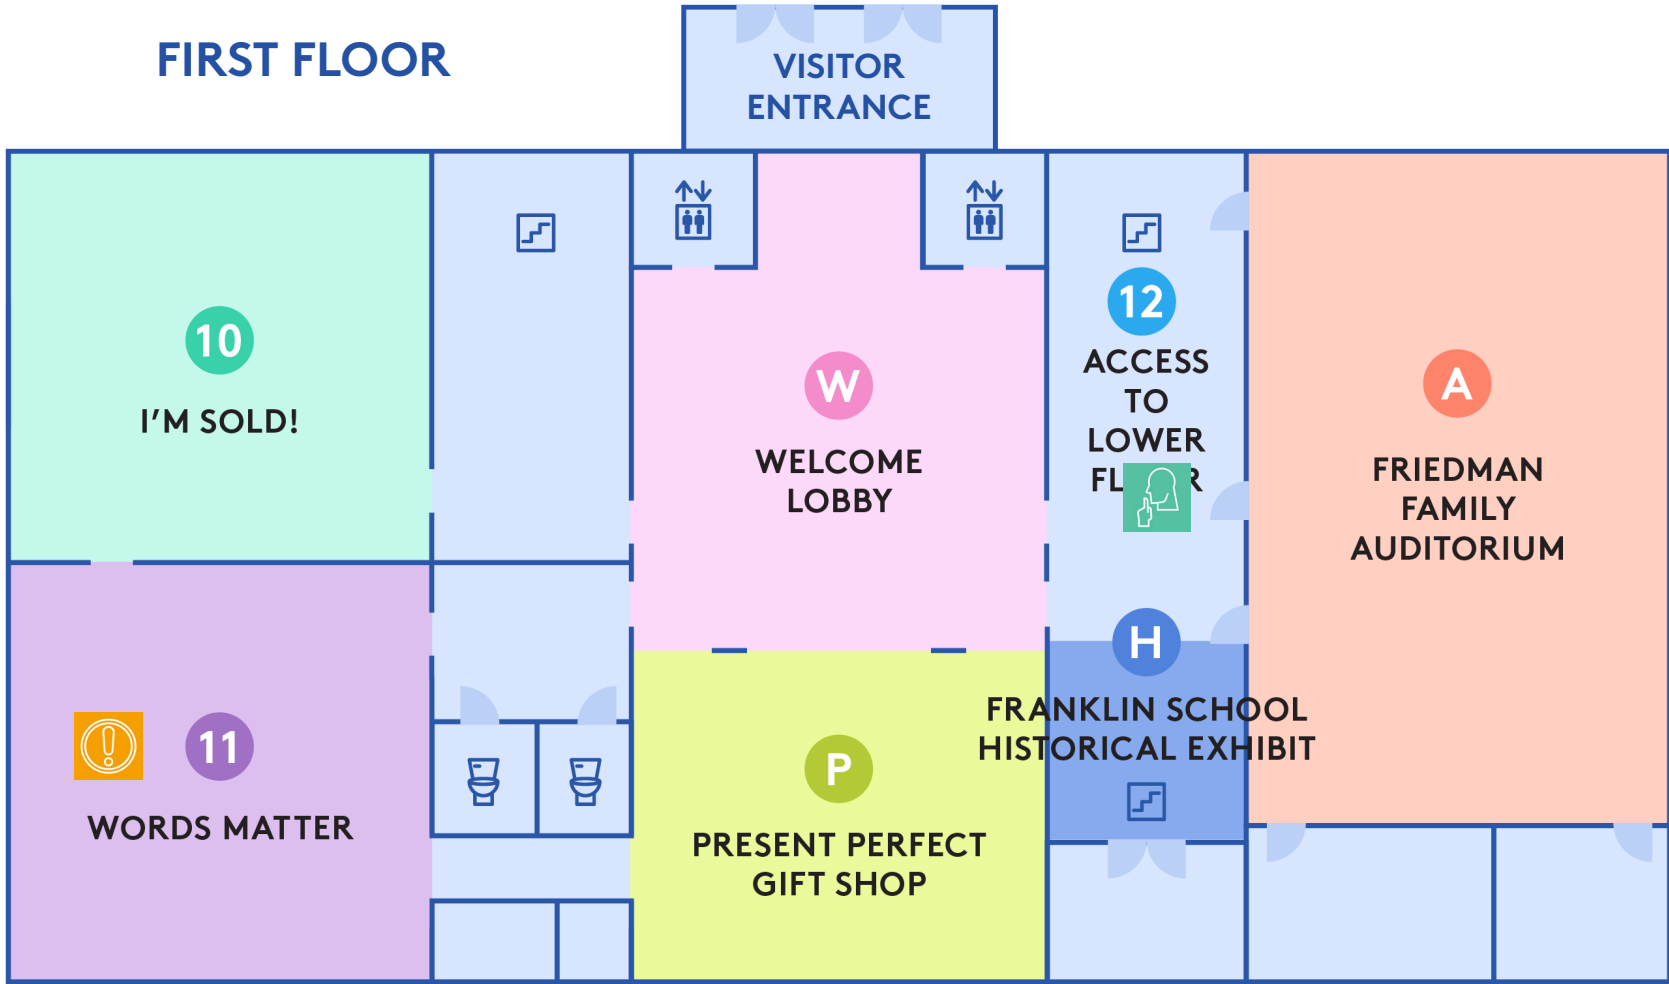 FIRST FLOOR
VISITOR
ENTRANCE
10
I'M SOLD!
W
WELCOME
LOBBY
12
ACCESS
TO
LOWER
A
FRIEDMAN
FAMILY
AUDITORIUM
11
WORDS MATTER
P
PRESENT PERFECT
GIFT SHOP
H
FRANKLIN SCHOOL
HISTORICAL EXHIBIT